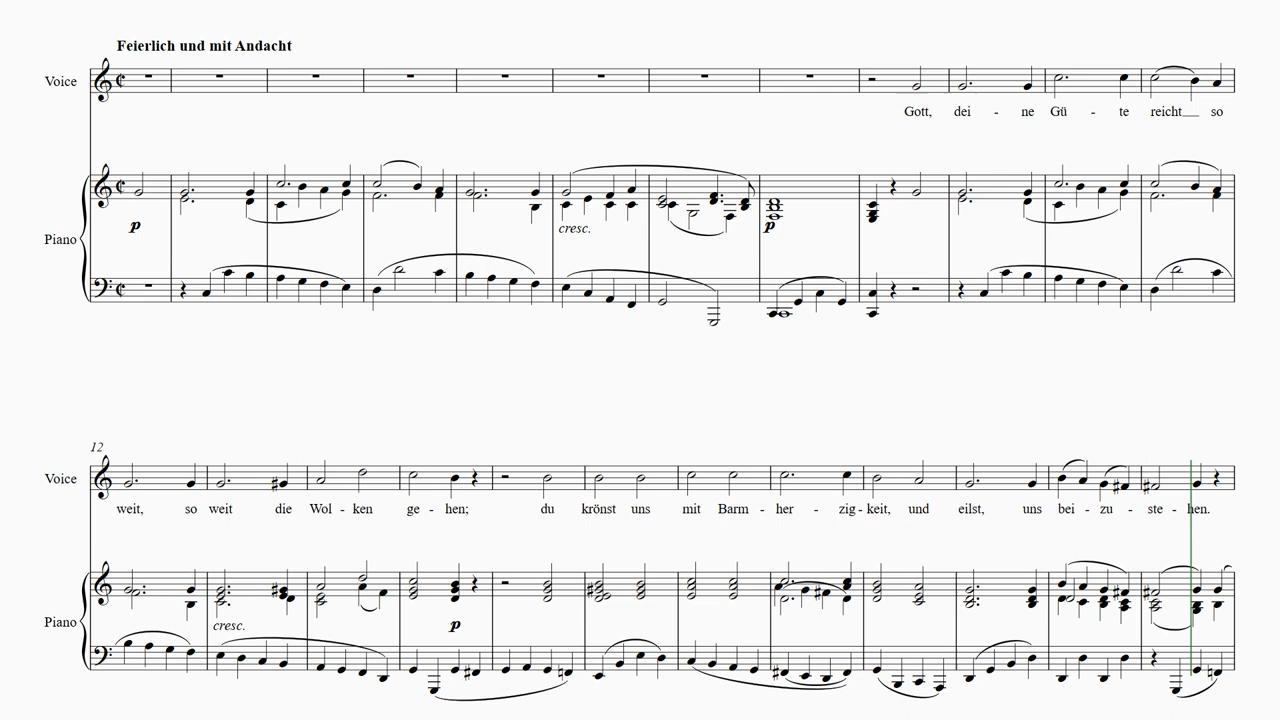 Feierlich und mit Andacht
Voice
Gott, dei - ne Gü - te reicht so
p
cresc.
p
Piano
12
Voice
weit, so weit die Wol - ken ge - hen; du krönst uns mit Barm - her - zig - keit, und eilst, uns bei - zu - ste - hen.
cresc.
p
Piano